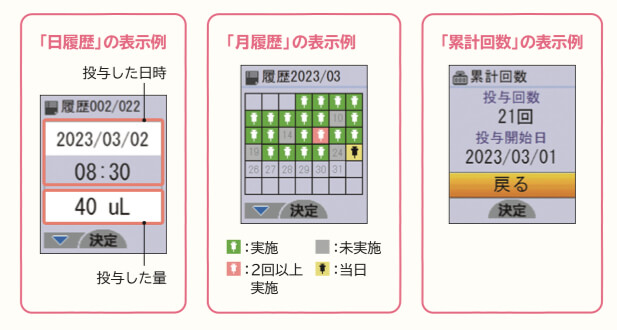 「日履歴」の表示例
投与した日時
履歴002/022
2023/03/02
08:30
40 uL
決定
投与した量
「月履歴」の表示例
履歴2023/03
10
14
19 24
26 27 28 29 30 31
決定
:実施 :未実施
:2回以上
実施
:当日
「累計回数」の表示例
累計回数
投与回数
21回
投与開始日
2023/03/01
戻る
決定